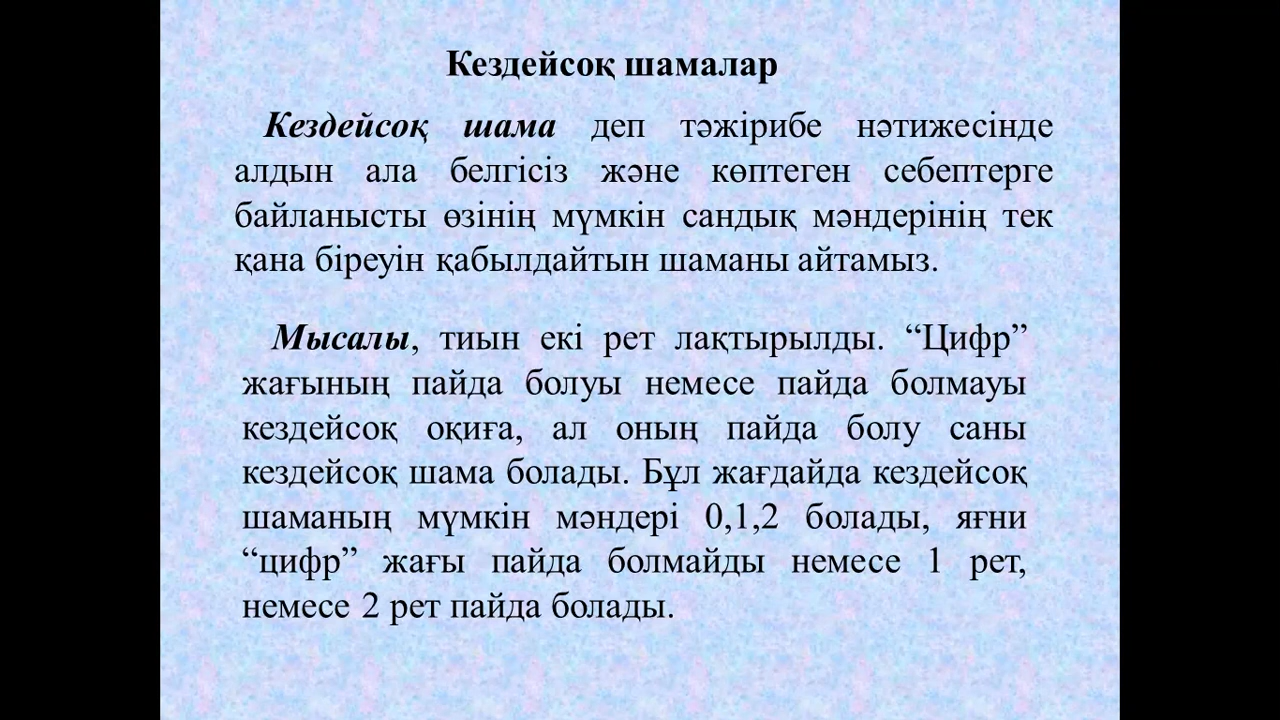 Кездейсоқ шамалар
Кездейсоқ шама деп тәжірибе нәтижесінде
алдын ала белгісіз және көптеген себептерге
байланысты өзінің мүмкін сандық мәндерінің тек
қана біреуін қабылдайтын шаманы айтамыз.
Мысалы, тиын екі рет лақтырылды. “Цифр”
жағының пайда болуы немесе пайда болмауы
кездейсоқ оқиға, ал оның пайда болу саны
кездейсоқ шама болады. Бұл жағдайда кездейсоқ
шаманың мүмкін мәндері 0,1,2 болады, яғни
“цифр” жағы пайда болмайды немесе 1 рет,
немесе 2 рет пайда болады.